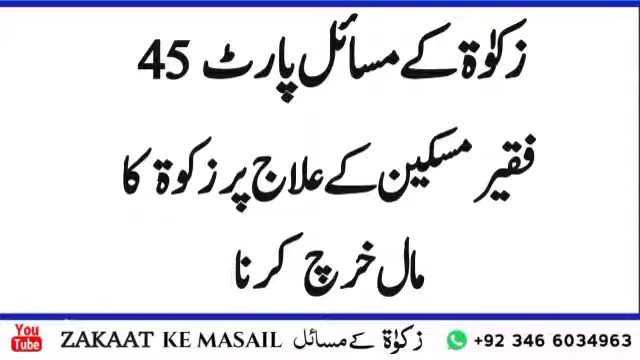 زکوٰۃ کے مسائل پارٹ 45
فقیر مسکین کے علاج پر زکوۃ کا
مال خرچ کرنا
You Tube ZAKAAT KE MASAIL زکوٰۃ کے مسائل +92 346 6034963